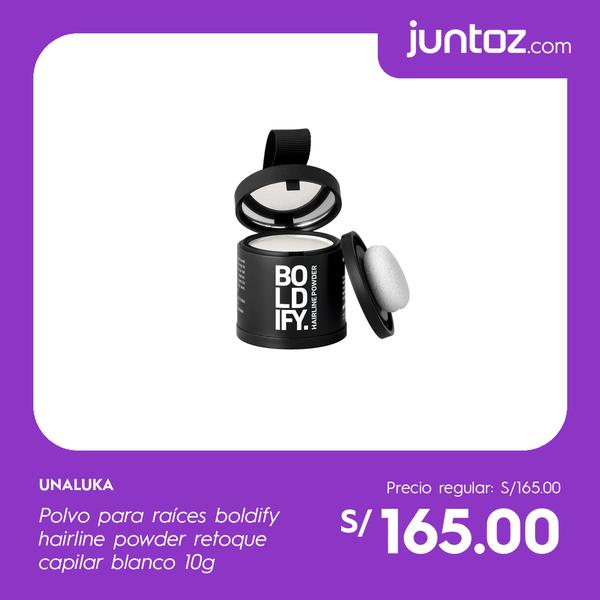 juntoz.com
BO
LD
IFY.
HAIRLINE POWDER
UNALUKA
Polvo para raíces boldify
hairline powder retoque
capilar blanco 10g
Precio regular: S/165.00
S/ 165.00